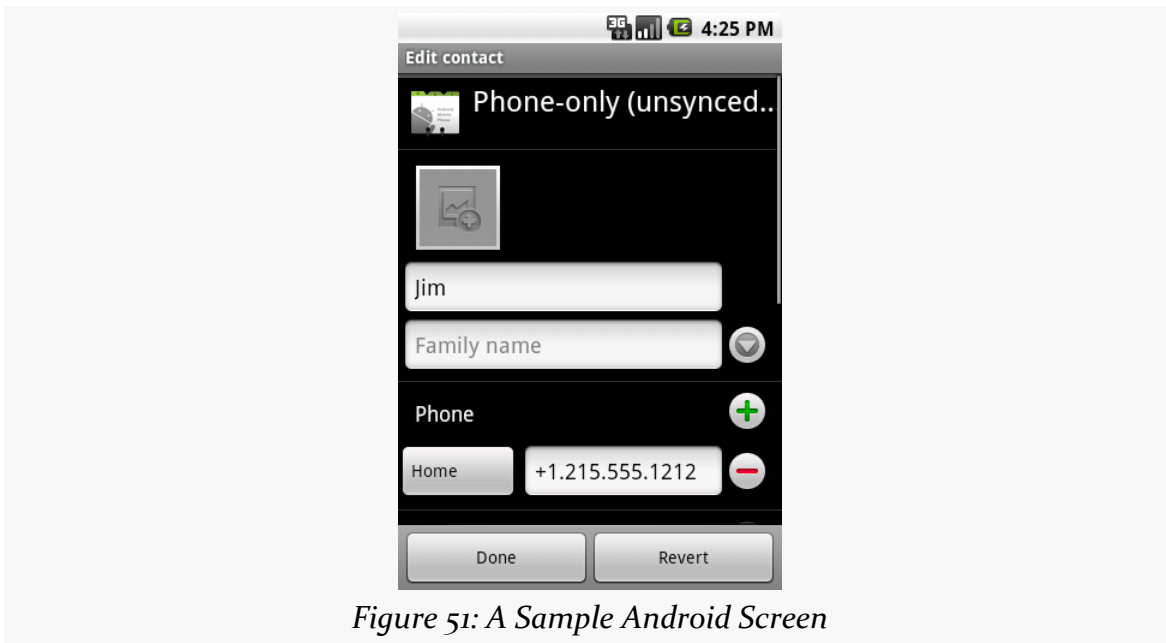 3G 4:25 PM
Edit contact
Phone-only (unsynced..
Jim
Family name
Phone
Home +1.215.555.1212
Done Revert
Figure 51: A Sample Android Screen